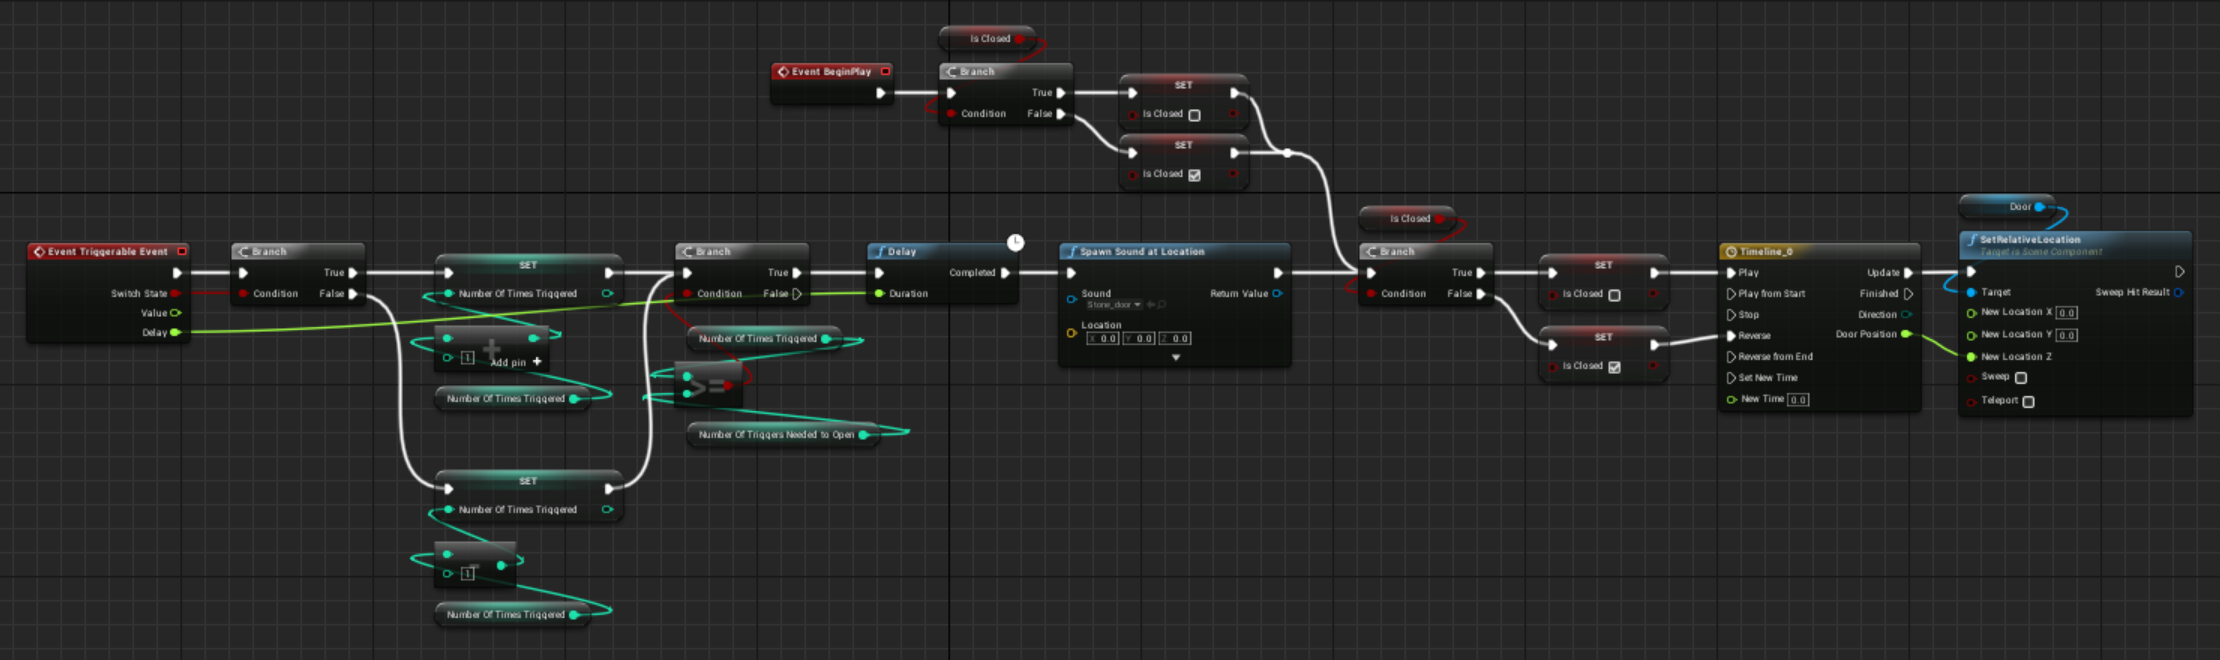 Is Closed
Event BeginPlay
Branch
True
Condition
False
SET
Is Closed
SET
Is Closed
Event Triggerable Event
Switch State
Value
Delay
Branch
True
Condition
False
SET
Number Of Times Triggered
1
Add pin +
Number Of Times Triggered
SET
Number Of Times Triggered
-
1
Number Of Times Triggered
Branch
True
Condition
False
Number Of Times Triggered
>=
Number Of Triggers Needed to Open
f Delay
Completed
Duration
f Spawn Sound at Location
Sound
Return Value
Stone_door
Location
X 0.0 Y 0.0 Z 0.0
Is Closed
Branch
True
Condition
False
SET
Is Closed
SET
Is Closed
Timeline_0
Play
Update
Play from Start
Finished
Stop
Direction
Reverse
Door Position
Reverse from End
Set New Time
New Time 0.0
Door
f SetRelativeLocation
Target is Some Component
Target
Sweep Hit Result
New Location X 0.0
New Location Y 0.0
New Location Z
Sweep
Teleport